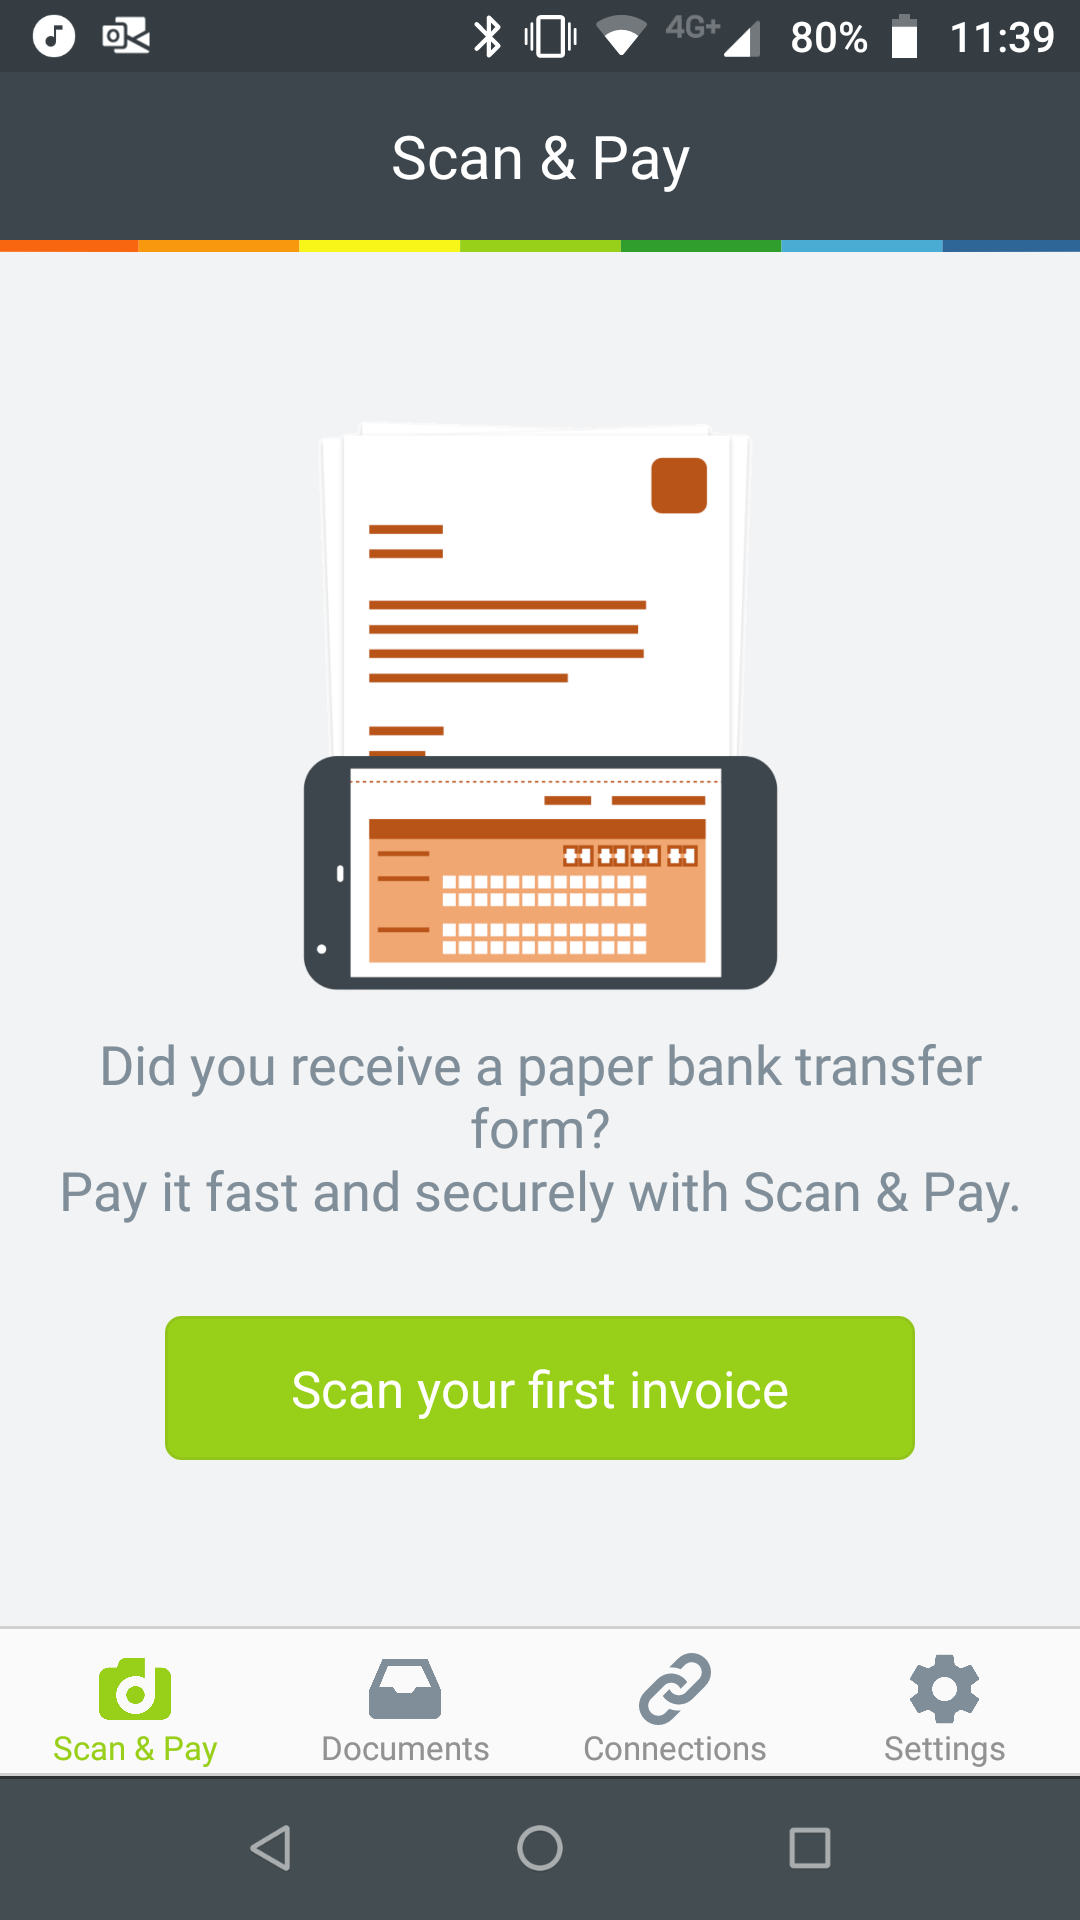 4G+ 80% 11:39
Scan & Pay
Did you receive a paper bank transfer
form?
Pay it fast and securely with Scan & Pay.
Scan your first invoice
Scan & Pay Documents Connections Settings